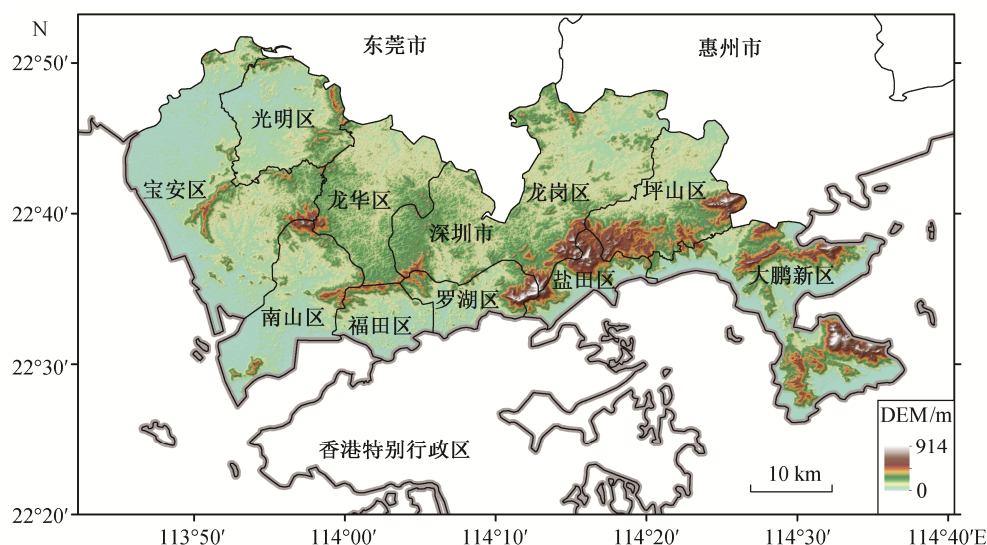 N
东莞市
惠州市
22°50′
光明区
宝安区
龙华区
龙岗区
坪山区
22°40′
深圳市
大鹏新区
盐田区
罗湖区
南山区
福田区
22°30′
DEM/m
914
0
香港特别行政区
10 km
22°20′
113°50′
114°00′
114°10′
114°20′
114°30′
114°40′E